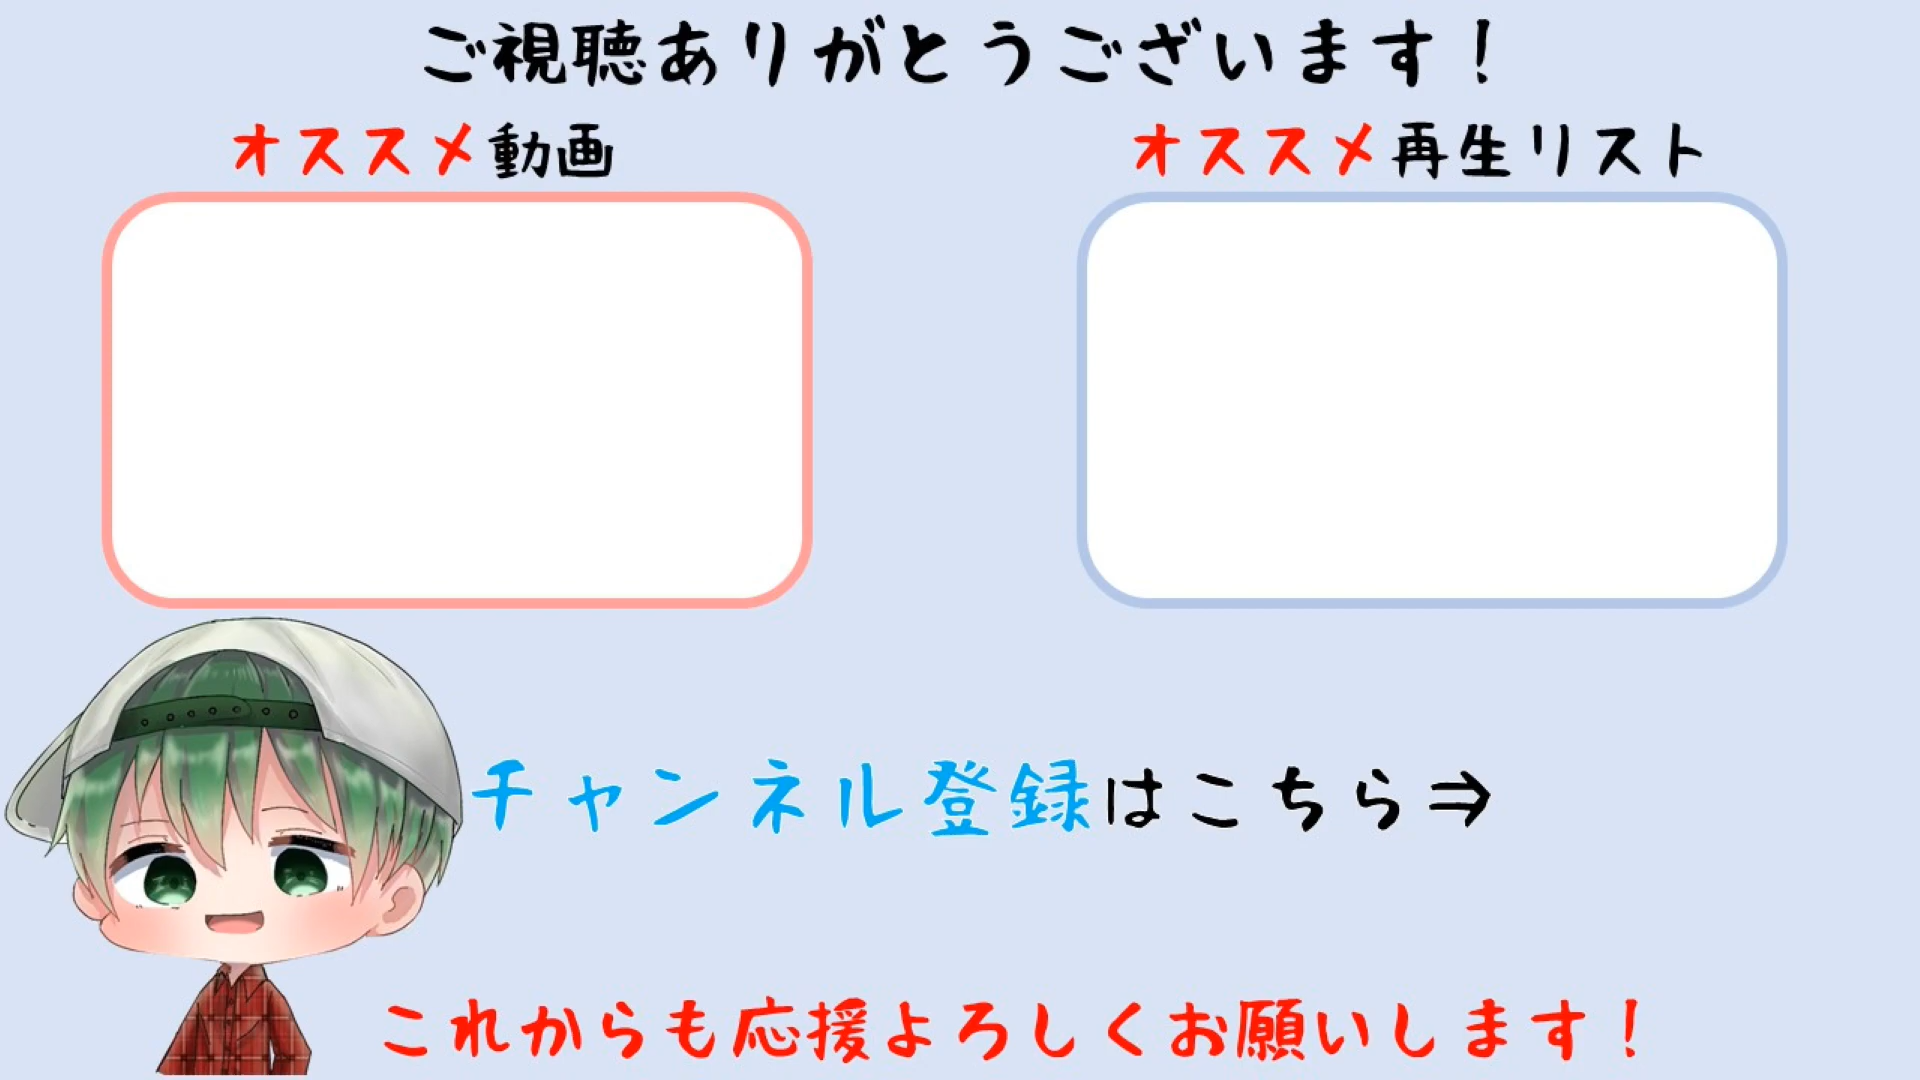 ご視聴ありがとうございます！
オススメ動画
オススメ再生リスト
チャンネル登録はこちら⇒
これからも応援よろしくお願いします！